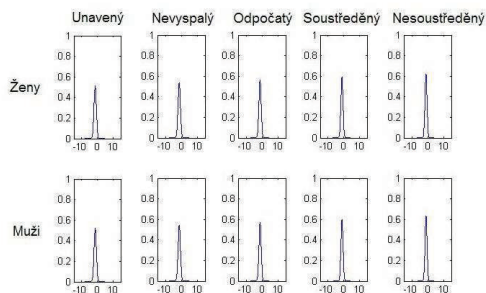 Unavený Nevyspalý Odpočatý Soustředěný Nesoustředěný
1 1 1 1 1
0.8 0.8 0.8 0.8 0.8
Ženy 0.6 0.6 0.6 0.6 0.6
0.4 0.4 0.4 0.4 0.4
0.2 0.2 0.2 0.2 0.2
0 0 0 0 0
-10 0 10 -10 0 10 -10 0 10 -10 0 10 -10 0 10
1 1 1 1 1
0.8 0.8 0.8 0.8 0.8
0.6 0.6 0.6 0.6 0.6
Muži 0.4 0.4 0.4 0.4 0.4
0.2 0.2 0.2 0.2 0.2
0 0 0 0 0
-10 0 10 -10 0 10 -10 0 10 -10 0 10 -10 0 10